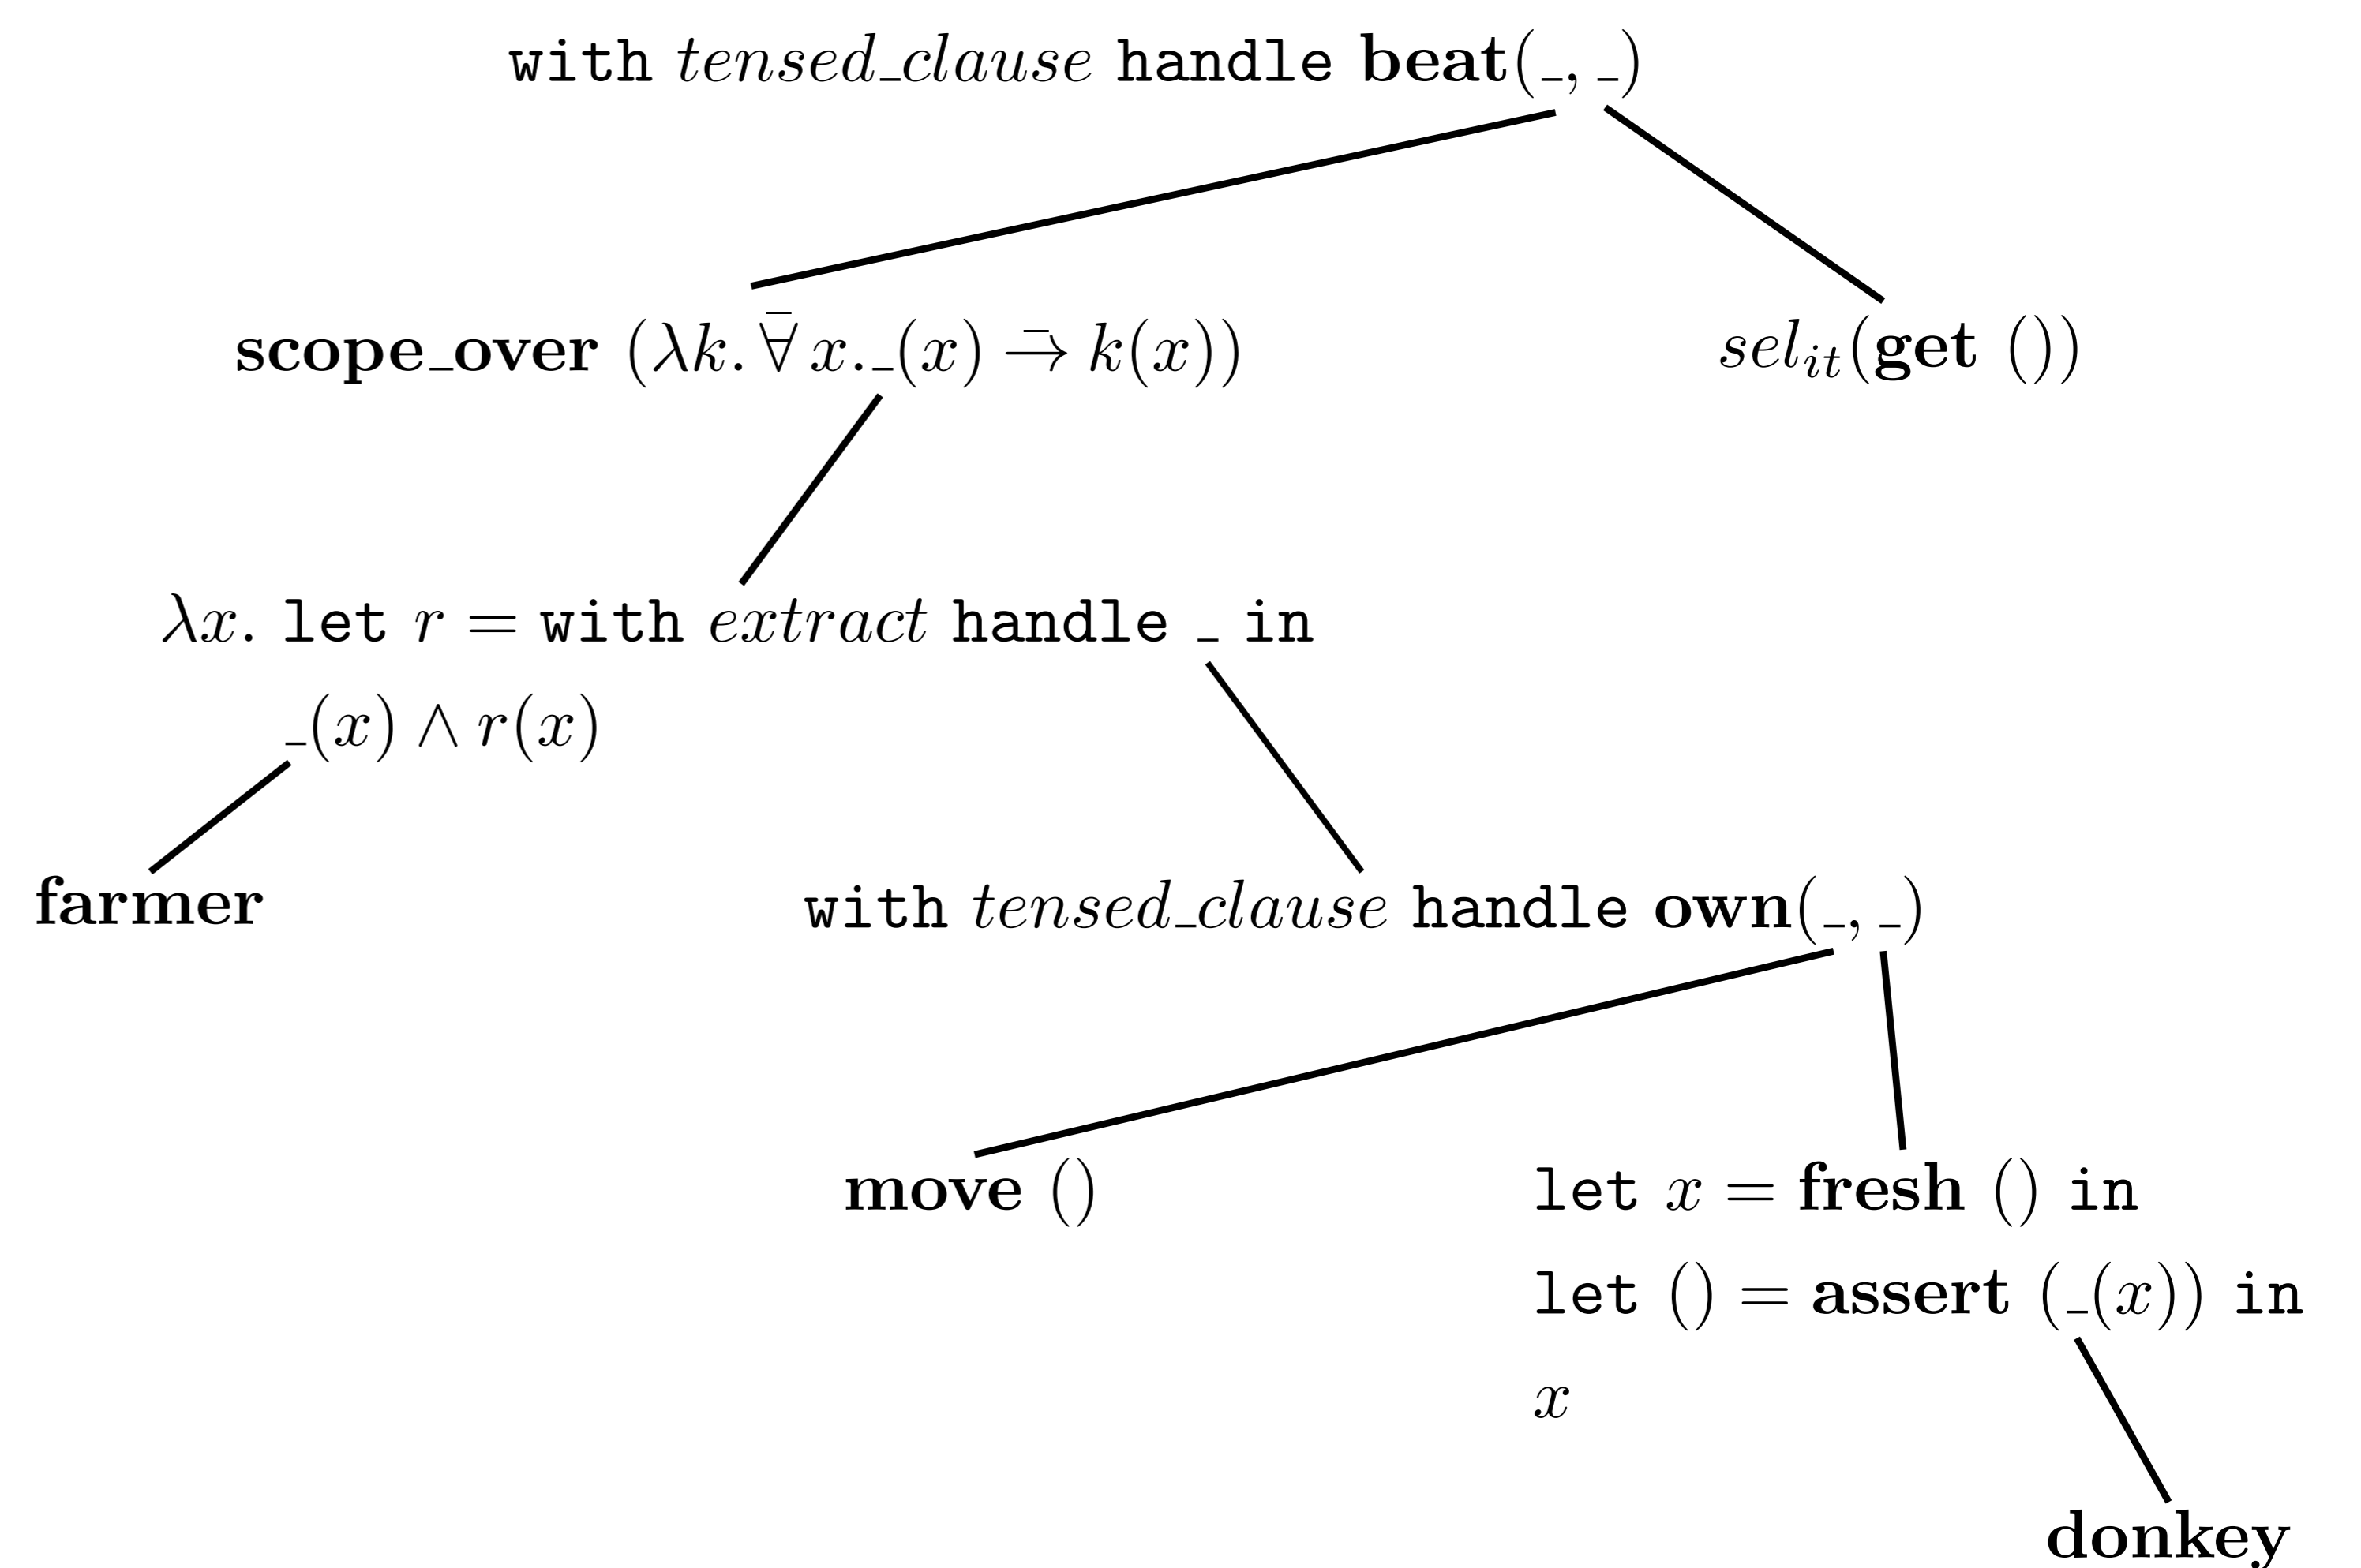 with tensed_clause handle beat(_, _)
scope_over (λk. ∀̄ x. _(x) →̄ k(x))
sel_it(get ())
λx. let r = with extract handle _ in
_(x) ∧ r(x)
farmer
with tensed_clause handle own(_, _)
move ()
let x = fresh () in
let () = assert (_(x)) in
x
donkey